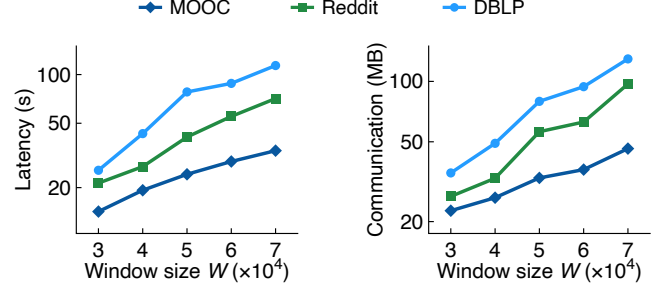 MOOC Reddit DBLP
Latency (s)
100
50
20
3 4 5 6 7
Window size W (×10⁴)
Communication (MB)
100
50
20
3 4 5 6 7
Window size W (×10⁴)